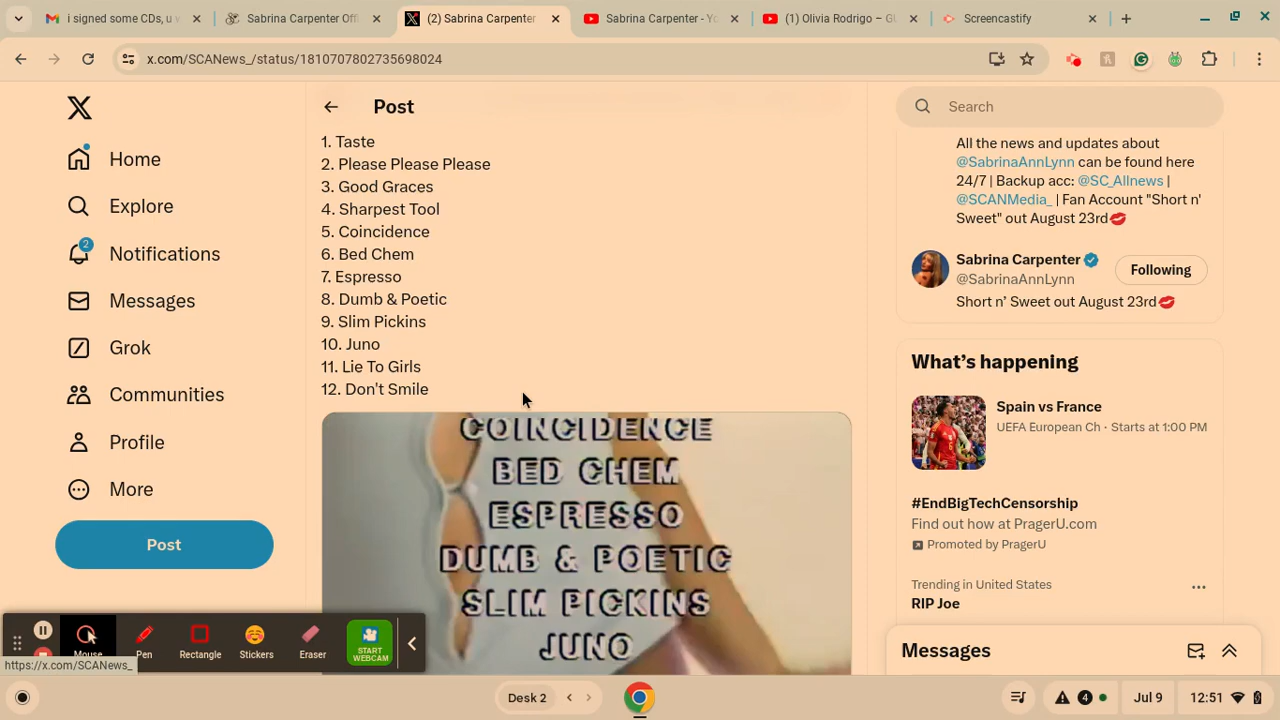 i signed some CDs, u w
Sabrina Carpenter Off
(2) Sabrina Carpenter
Sabrina Carpenter - Yo
(1) Olivia Rodrigo – GU
Screencastify
x.com/SCANews_/status/1810707802735698024
Post
Search
Home
Explore
2
Notifications
Messages
Grok
Communities
Profile
More
Post
1. Taste
2. Please Please Please
3. Good Graces
4. Sharpest Tool
5. Coincidence
6. Bed Chem
7. Espresso
8. Dumb & Poetic
9. Slim Pickins
10. Juno
11. Lie To Girls
12. Don't Smile
COINCIDENCE
BED CHEM
ESPRESSO
DUMB & POETIC
SLIM PICKINS
JUNO
All the news and updates about
@SabrinaAnnLynn can be found here
24/7 | Backup acc: @SC_Allnews |
@SCANMedia_ | Fan Account "Short n'
Sweet" out August 23rd💋
Sabrina Carpenter
@SabrinaAnnLynn
Following
Short n' Sweet out August 23rd💋
What's happening
Spain vs France
UEFA European Ch · Starts at 1:00 PM
#EndBigTechCensorship
Find out how at PragerU.com
Promoted by PragerU
Trending in United States
RIP Joe
Messages
Mouse
Pen
Rectangle
Stickers
Eraser
START
WEBCAM
https://x.com/SCANews_
Desk 2
4
Jul 9
12:51